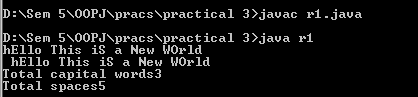 D:\Sem 5\OOPJ\pracs\practical 3>javac r1.java
D:\Sem 5\OOPJ\pracs\practical 3>java r1
hEllo This iS a New WOrld
 hEllo This iS a New WOrld
Total capital words3
Total spaces5